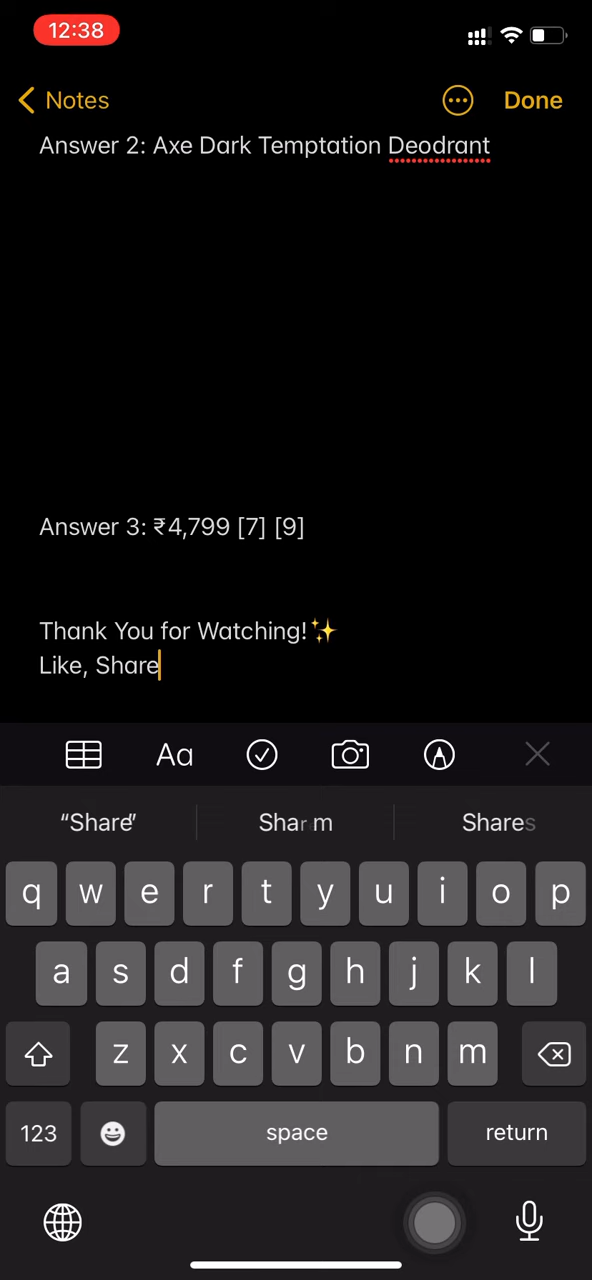 12:38
Notes
Done
Answer 2: Axe Dark Temptation Deodrant
Answer 3: ₹4,799 [7] [9]
Thank You for Watching!✨
Like, Share
Aa
“Share” Shares
q w e r t y u i o p
a s d f g h j k l
z x c v b n m
123 space return